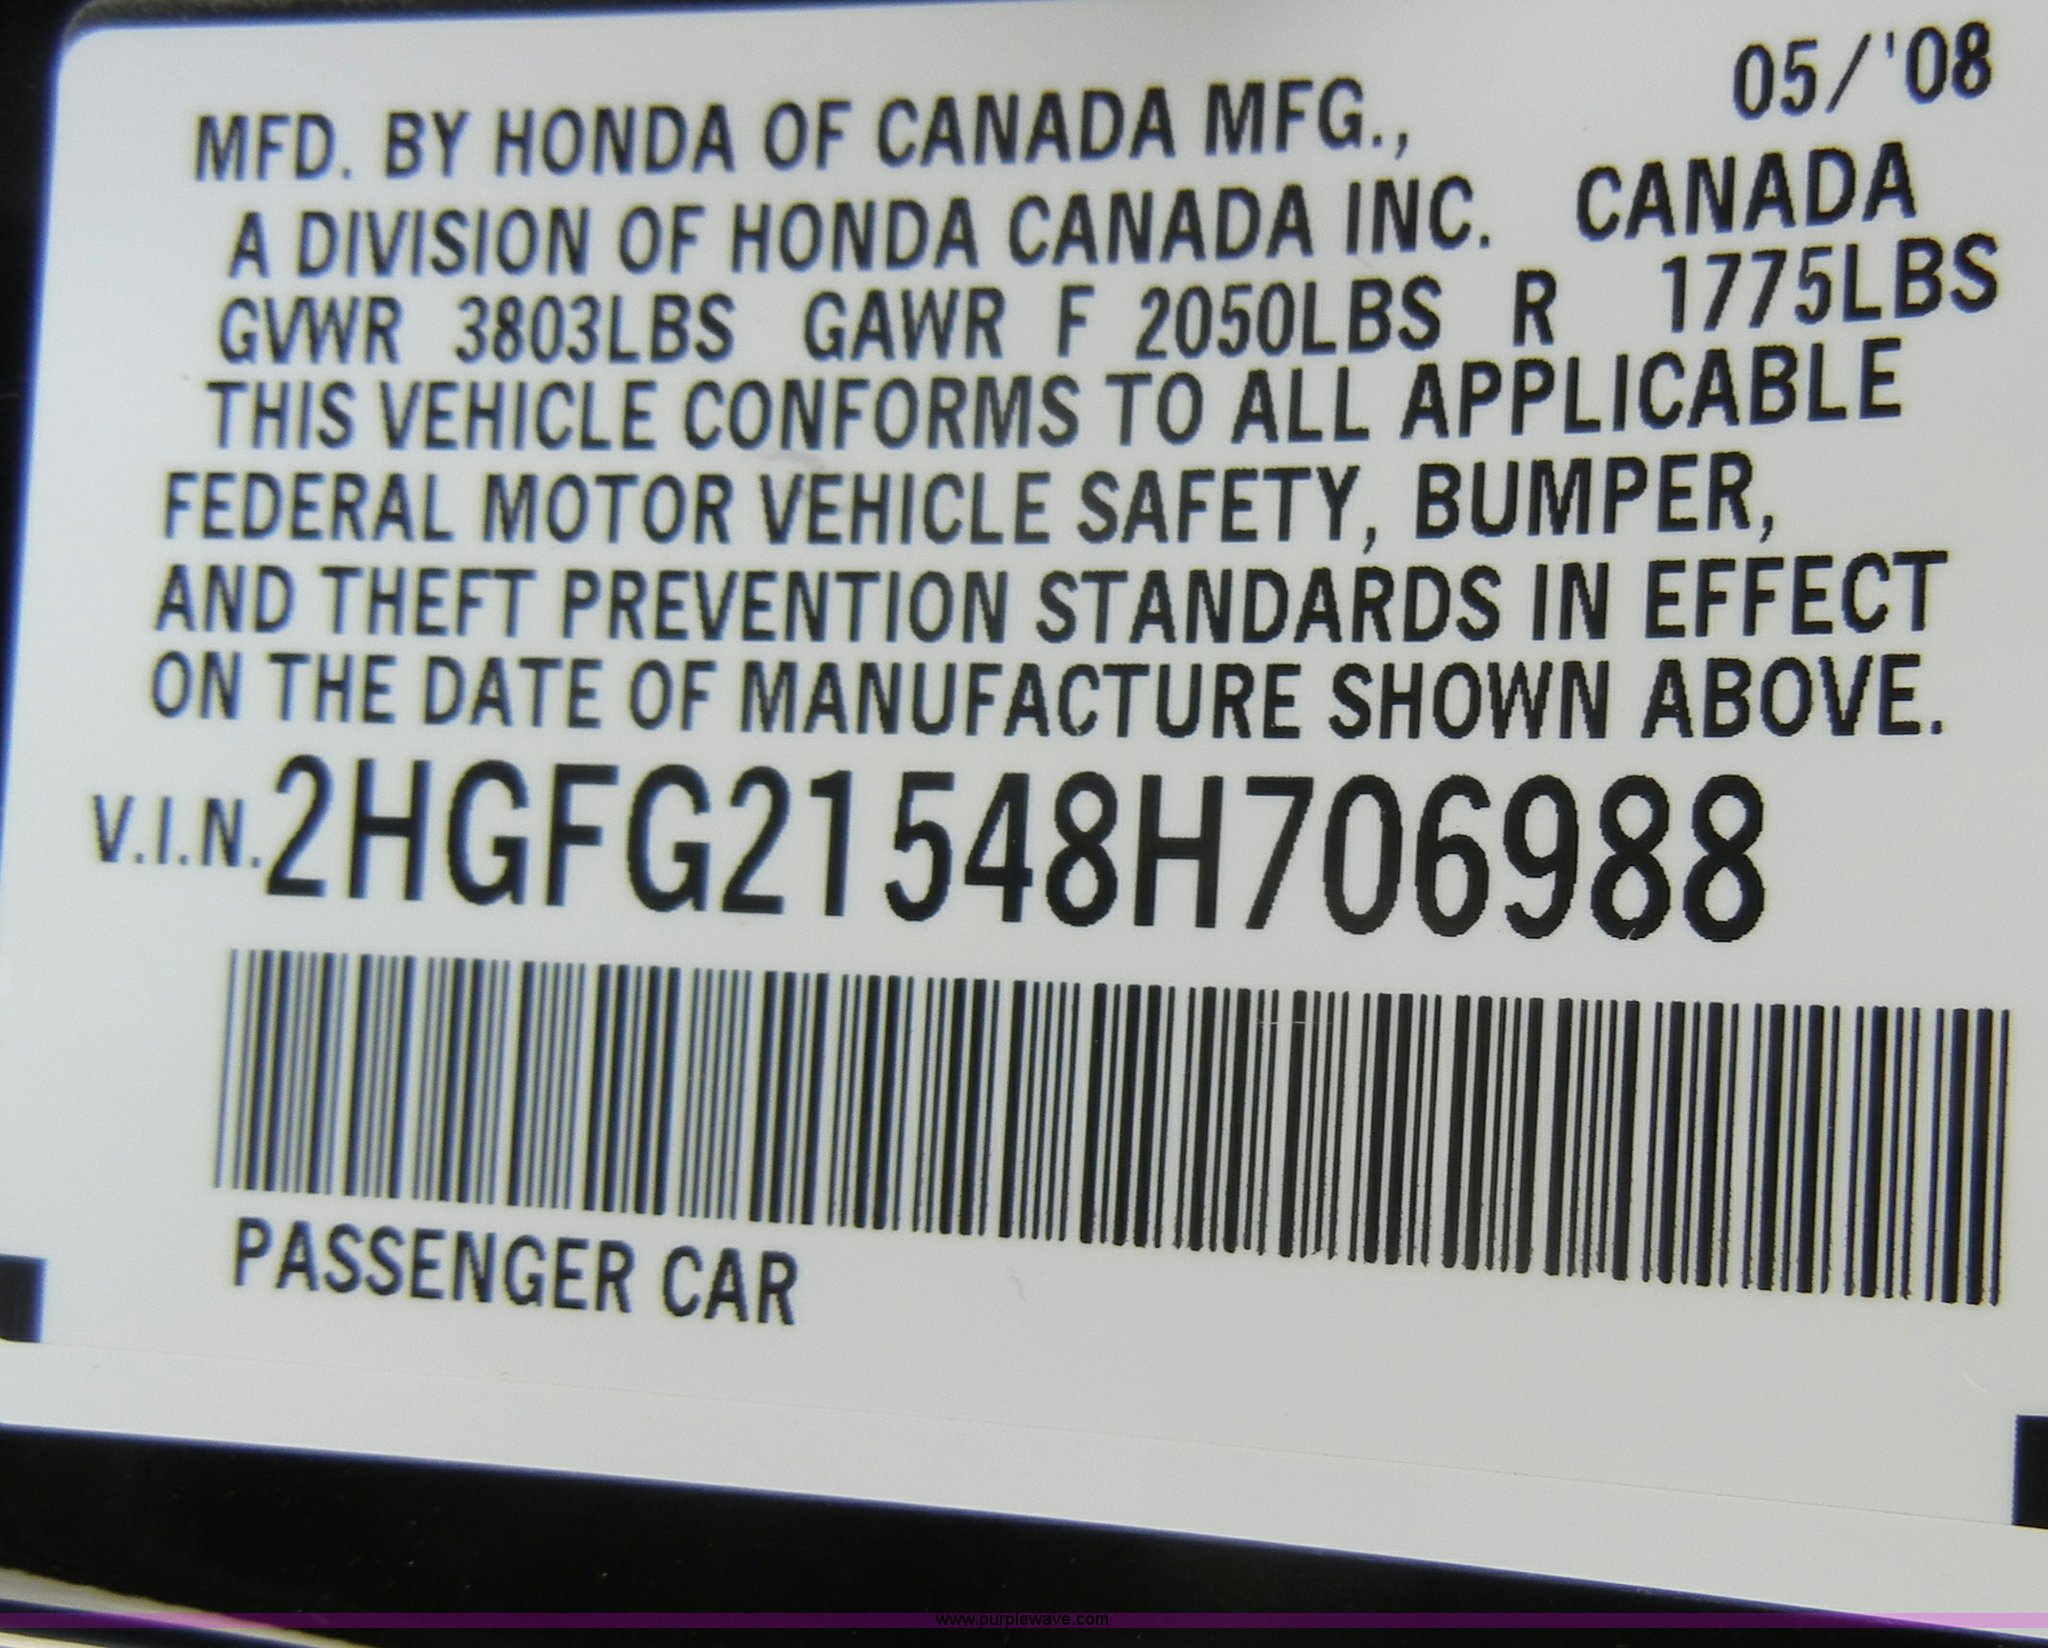 05/'08
MFD. BY HONDA OF CANADA MFG.,
A DIVISION OF HONDA CANADA INC. CANADA
GVWR 3803LBS GAWR F 2050LBS R 1775LBS
THIS VEHICLE CONFORMS TO ALL APPLICABLE
FEDERAL MOTOR VEHICLE SAFETY, BUMPER,
AND THEFT PREVENTION STANDARDS IN EFFECT
ON THE DATE OF MANUFACTURE SHOWN ABOVE.
V.I.N. 2HGFG21548H706988
PASSENGER CAR
www.purplewave.com